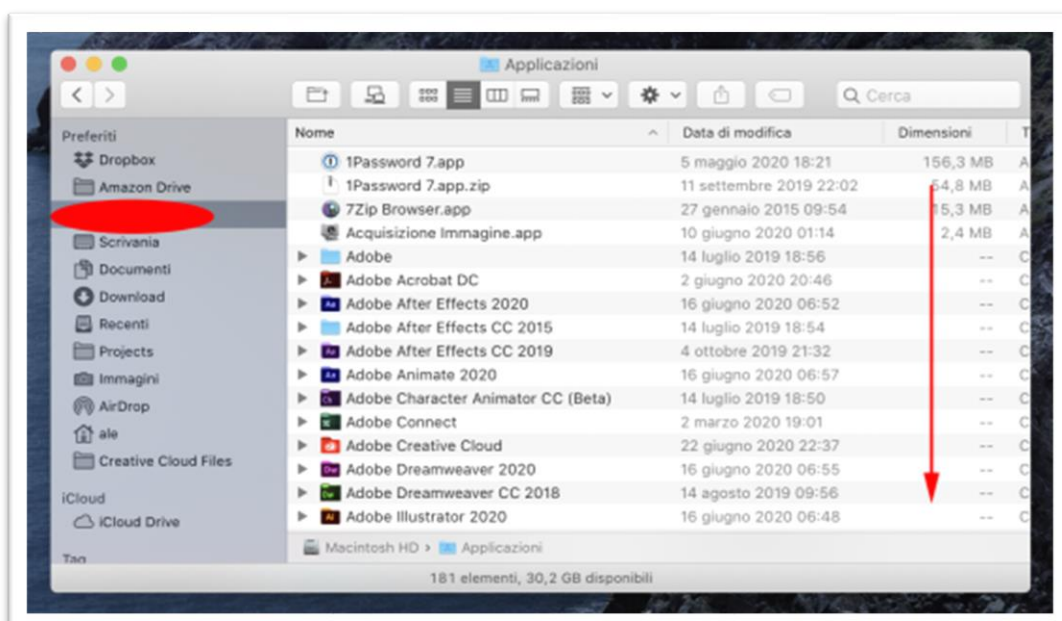 Applicazioni
Cerca
Preferiti
Dropbox
Amazon Drive
Scrivania
Documenti
Download
Recenti
Projects
Immagini
AirDrop
ale
Creative Cloud Files
iCloud
iCloud Drive
Tag
Nome Data di modifica Dimensioni T
1Password 7.app 5 maggio 2020 18:21 156,3 MB A
1Password 7.app.zip 11 settembre 2019 22:02 54,8 MB A
7Zip Browser.app 27 gennaio 2015 09:54 15,3 MB A
Acquisizione Immagine.app 10 giugno 2020 01:14 2,4 MB A
Adobe 14 luglio 2019 18:56 -- C
Adobe Acrobat DC 2 giugno 2020 20:46 -- C
Adobe After Effects 2020 16 giugno 2020 06:52 -- C
Adobe After Effects CC 2015 14 luglio 2019 18:54 -- C
Adobe After Effects CC 2019 4 ottobre 2019 21:32 -- C
Adobe Animate 2020 16 giugno 2020 06:57 -- C
Adobe Character Animator CC (Beta) 14 luglio 2019 18:50 -- C
Adobe Connect 2 marzo 2020 19:01 -- C
Adobe Creative Cloud 22 giugno 2020 22:37 -- C
Adobe Dreamweaver 2020 16 giugno 2020 06:55 -- C
Adobe Dreamweaver CC 2018 14 agosto 2019 09:56 -- C
Adobe Illustrator 2020 16 giugno 2020 06:48 -- C
Macintosh HD › Applicazioni
181 elementi, 30,2 GB disponibili